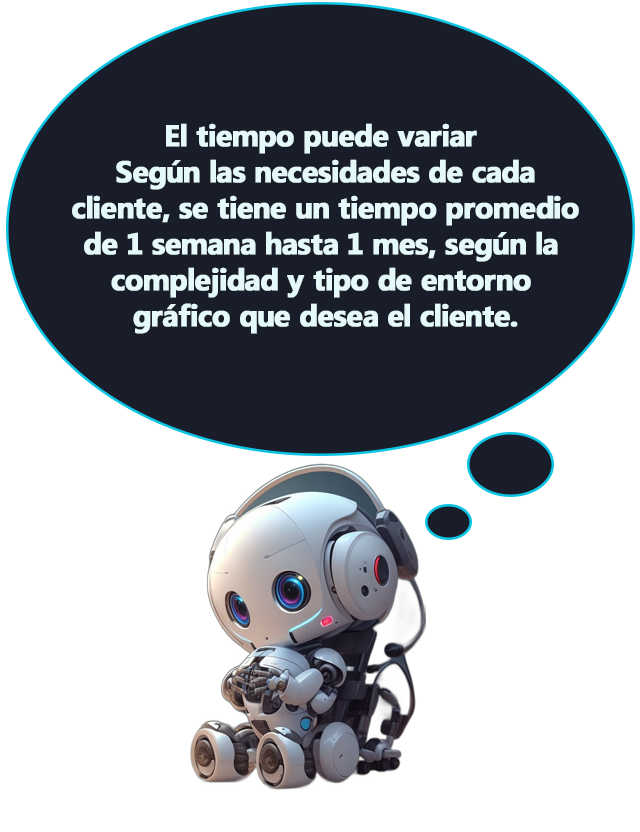 El tiempo puede variar
Según las necesidades de cada
cliente, se tiene un tiempo promedio
de 1 semana hasta 1 mes, según la
complejidad y tipo de entorno
gráfico que desea el cliente.